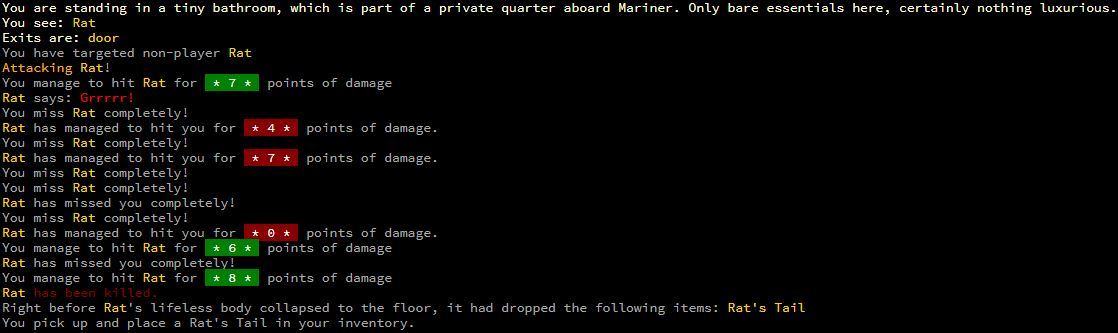 You are standing in a tiny bathroom, which is part of a private quarter aboard Mariner. Only bare essentials here, certainly nothing luxurious.
You see: Rat
Exits are: door
You have targeted non-player Rat
Attacking Rat!
You manage to hit Rat for * 7 * points of damage
Rat says: Grrrrr!
You miss Rat completely!
Rat has managed to hit you for * 4 * points of damage.
You miss Rat completely!
Rat has managed to hit you for * 7 * points of damage.
You miss Rat completely!
You miss Rat completely!
Rat has missed you completely!
You miss Rat completely!
Rat has managed to hit you for * 0 * points of damage.
You manage to hit Rat for * 6 * points of damage
Rat has missed you completely!
You manage to hit Rat for * 8 * points of damage
Rat has been killed.
Right before Rat's lifeless body collapsed to the floor, it had dropped the following items: Rat's Tail
You pick up and place a Rat's Tail in your inventory.